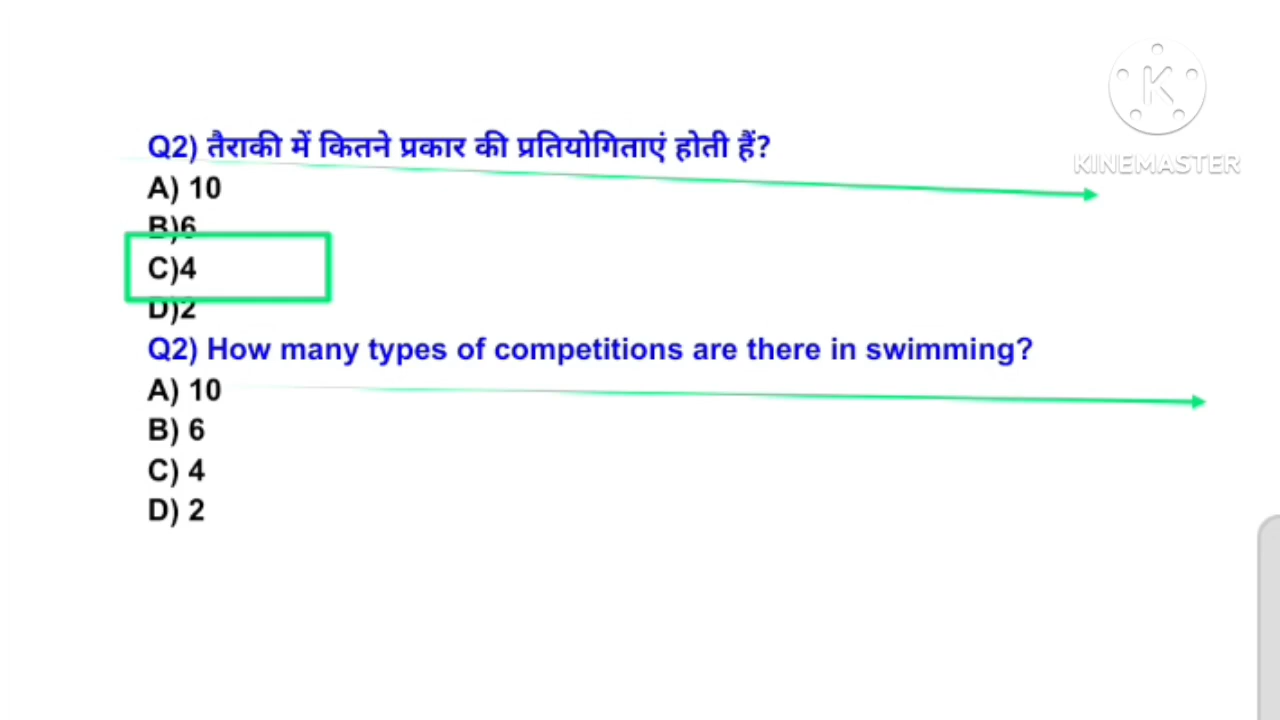 KINEMASTER
Q2) तैराकी में कितने प्रकार की प्रतियोगिताएं होती हैं?
A) 10
B)6
C)4
D)2
Q2) How many types of competitions are there in swimming?
A) 10
B) 6
C) 4
D) 2